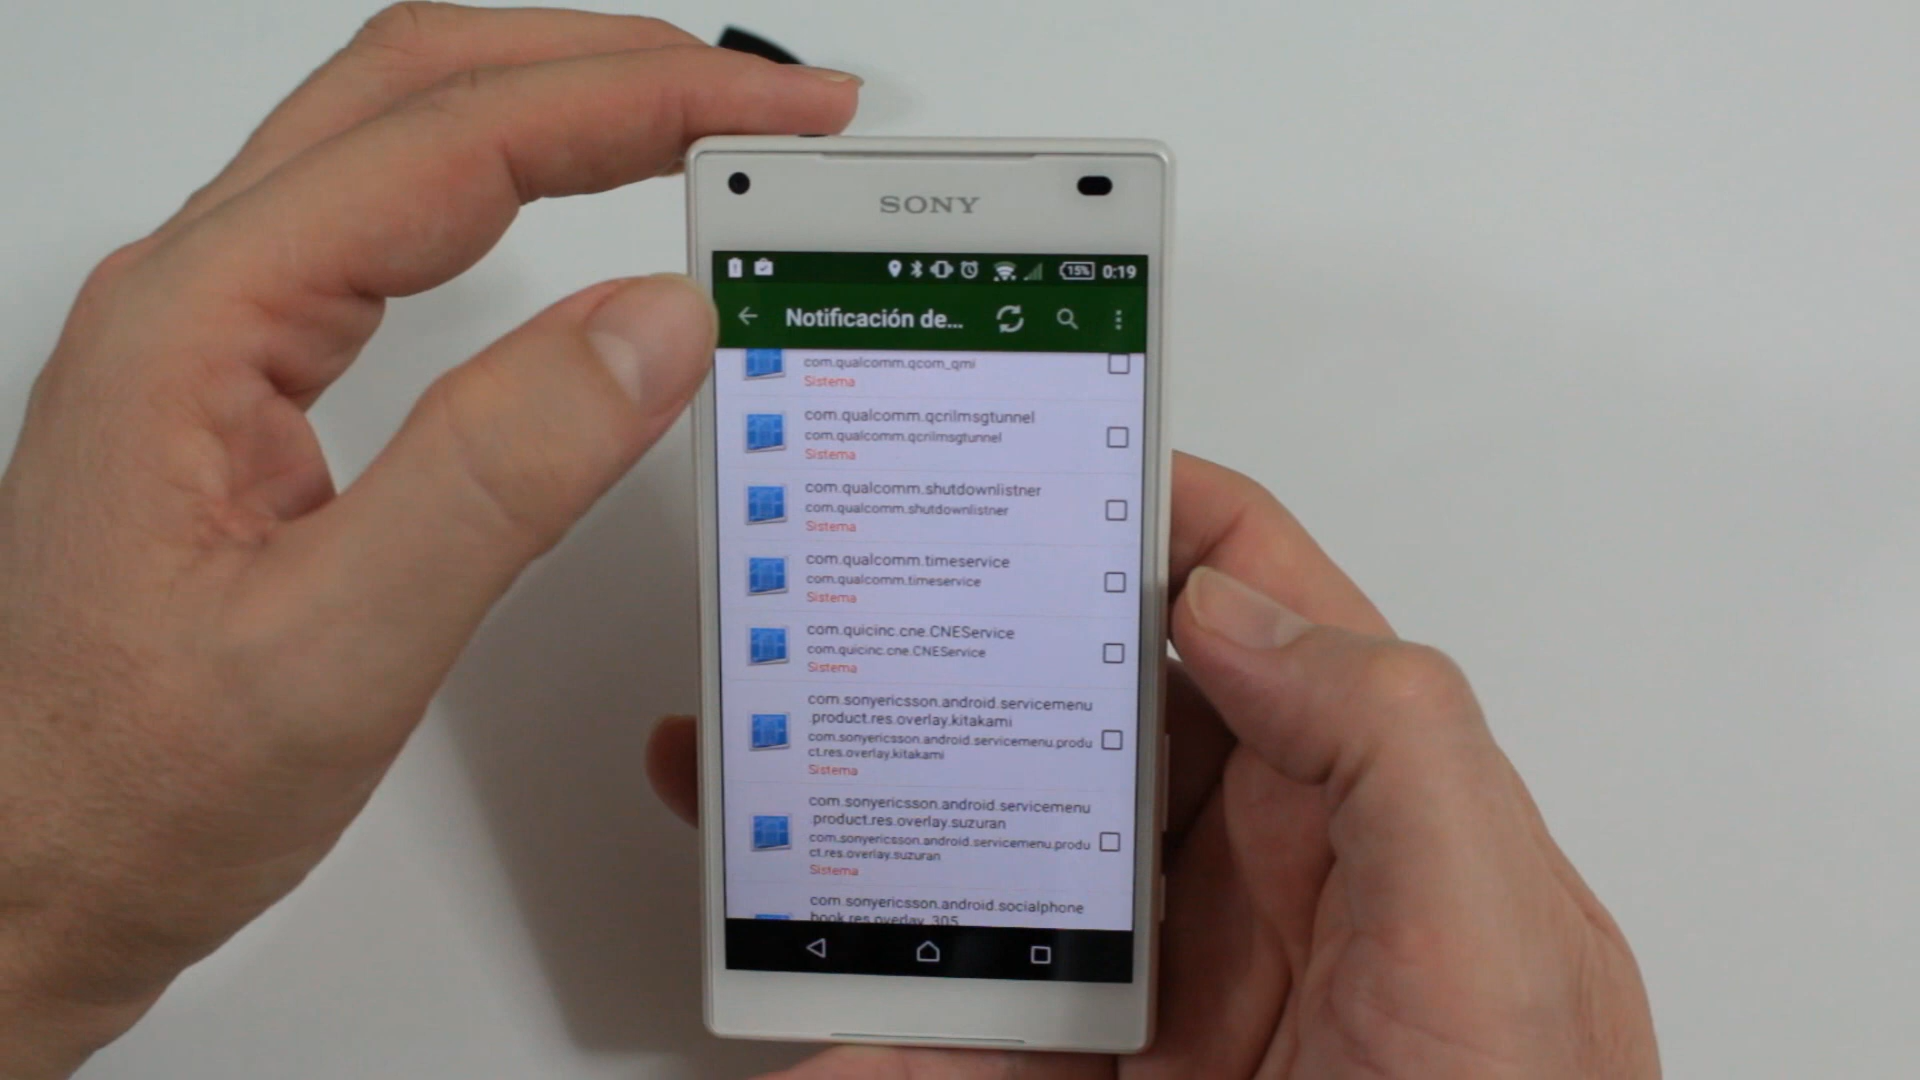 SONY
15% 0:19
Notificación de...
com.qualcomm.qcom_qmi
Sistema
com.qualcomm.qcrilmsgtunnel
com.qualcomm.qcrilmsgtunnel
Sistema
com.qualcomm.shutdownlistner
com.qualcomm.shutdownlistner
Sistema
com.qualcomm.timeservice
com.qualcomm.timeservice
Sistema
com.quicinc.cne.CNEService
com.quicinc.cne.CNEService
Sistema
com.sonyericsson.android.servicemenu
.product.res.overlay.kitakami
com.sonyericsson.android.servicemenu.produ
ct.res.overlay.kitakami
Sistema
com.sonyericsson.android.servicemenu
.product.res.overlay.suzuran
com.sonyericsson.android.servicemenu.produ
ct.res.overlay.suzuran
Sistema
com.sonyericsson.android.socialphone
book.res.overlay_305